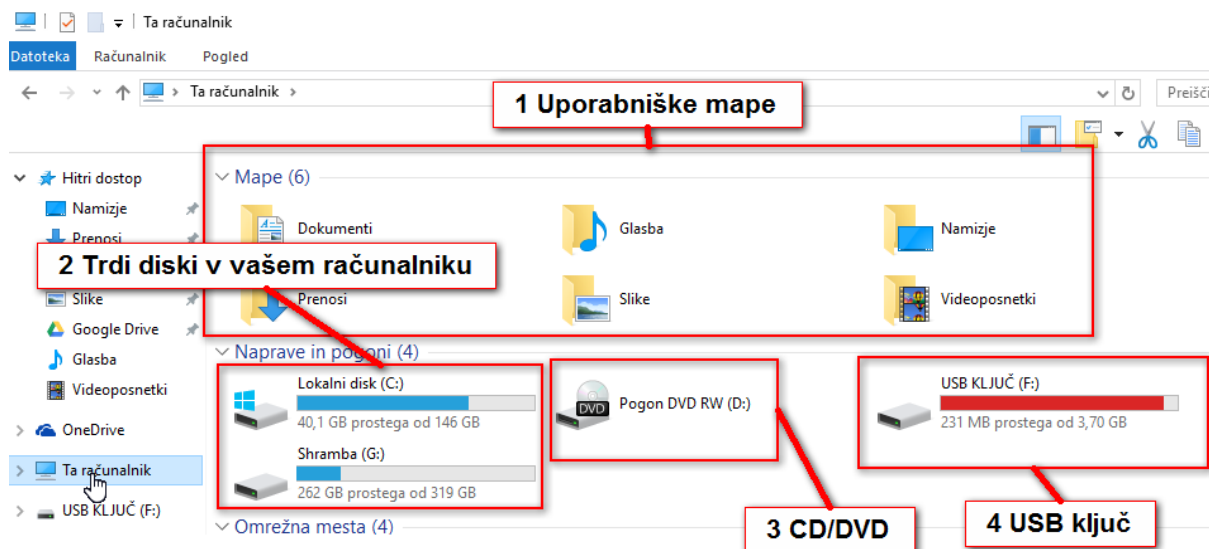 Ta računalnik
Datoteka Računalnik Pogled
Ta računalnik
1 Uporabniške mape
Hitri dostop
Namizje
Prenosi
Slike
Google Drive
Glasba
Videoposnetki
OneDrive
Ta računalnik
USB KLJUČ (F:)
Mape (6)
Dokumenti
Glasba
Namizje
2 Trdi diski v vašem računalniku
Prenosi
Slike
Videoposnetki
Naprave in pogoni (4)
Lokalni disk (C:)
40,1 GB prostega od 146 GB
Shramba (G:)
262 GB prostega od 319 GB
DVD
Pogon DVD RW (D:)
USB KLJUČ (F:)
231 MB prostega od 3,70 GB
Omrežna mesta (4)
3 CD/DVD
4 USB ključ